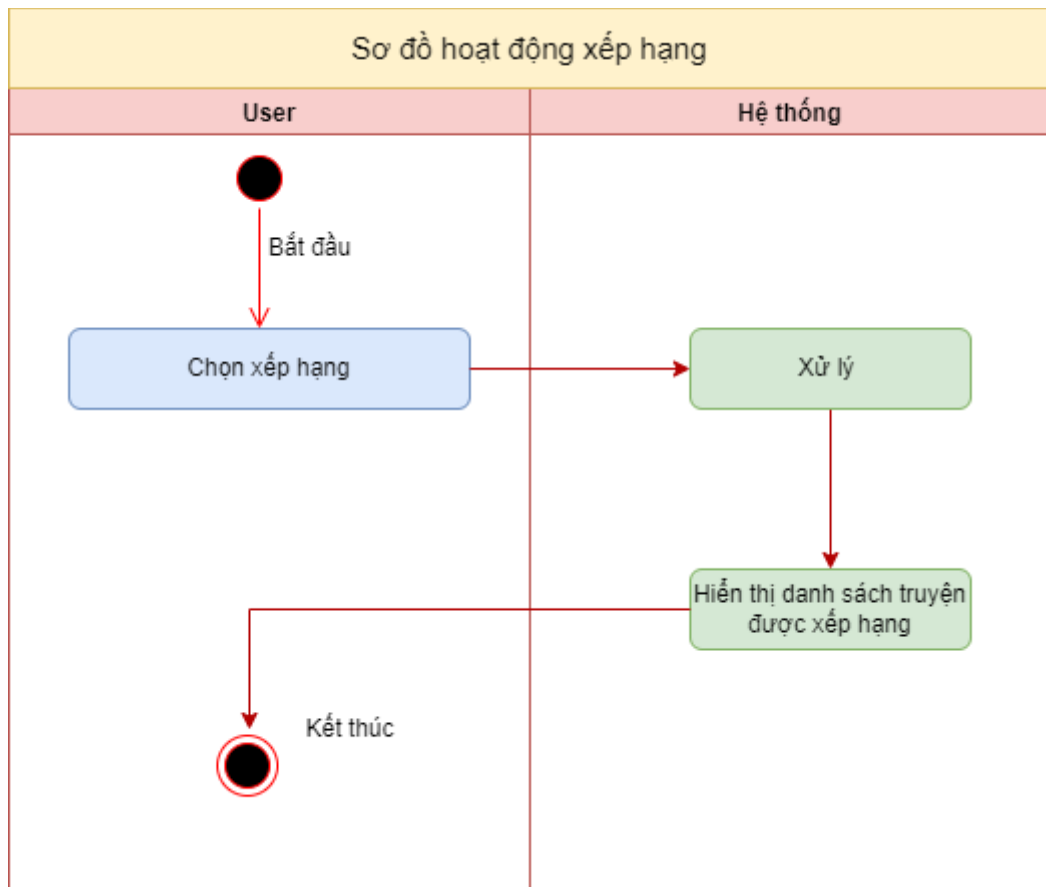 Sơ đồ hoạt động xếp hạng
User
Hệ thống
Bắt đầu
Chọn xếp hạng
Xử lý
Hiển thị danh sách truyện
được xếp hạng
Kết thúc